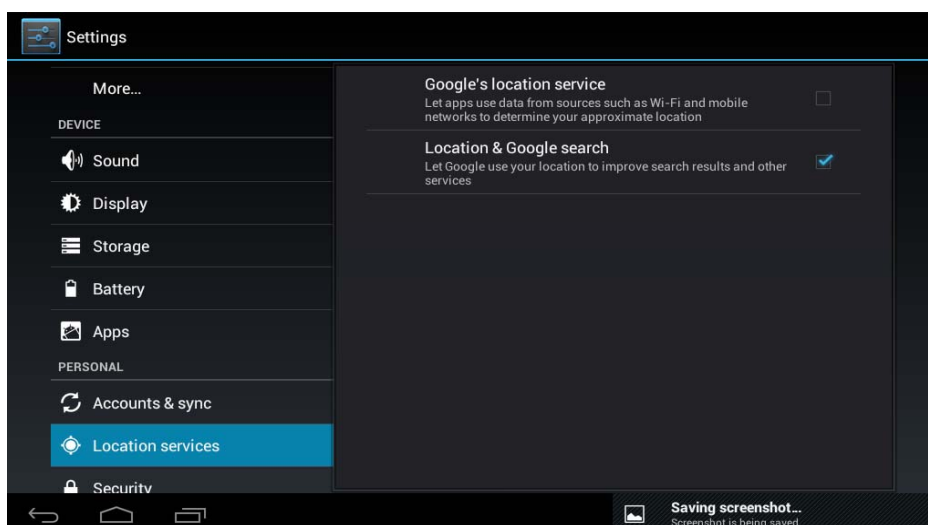 Settings
More...
DEVICE
Sound
Display
Storage
Battery
Apps
PERSONAL
Accounts & sync
Location services
Security
Google's location service
Let apps use data from sources such as Wi-Fi and mobile
networks to determine your approximate location
Location & Google search
Let Google use your location to improve search results and other
services
Saving screenshot...
Screenshot is being saved